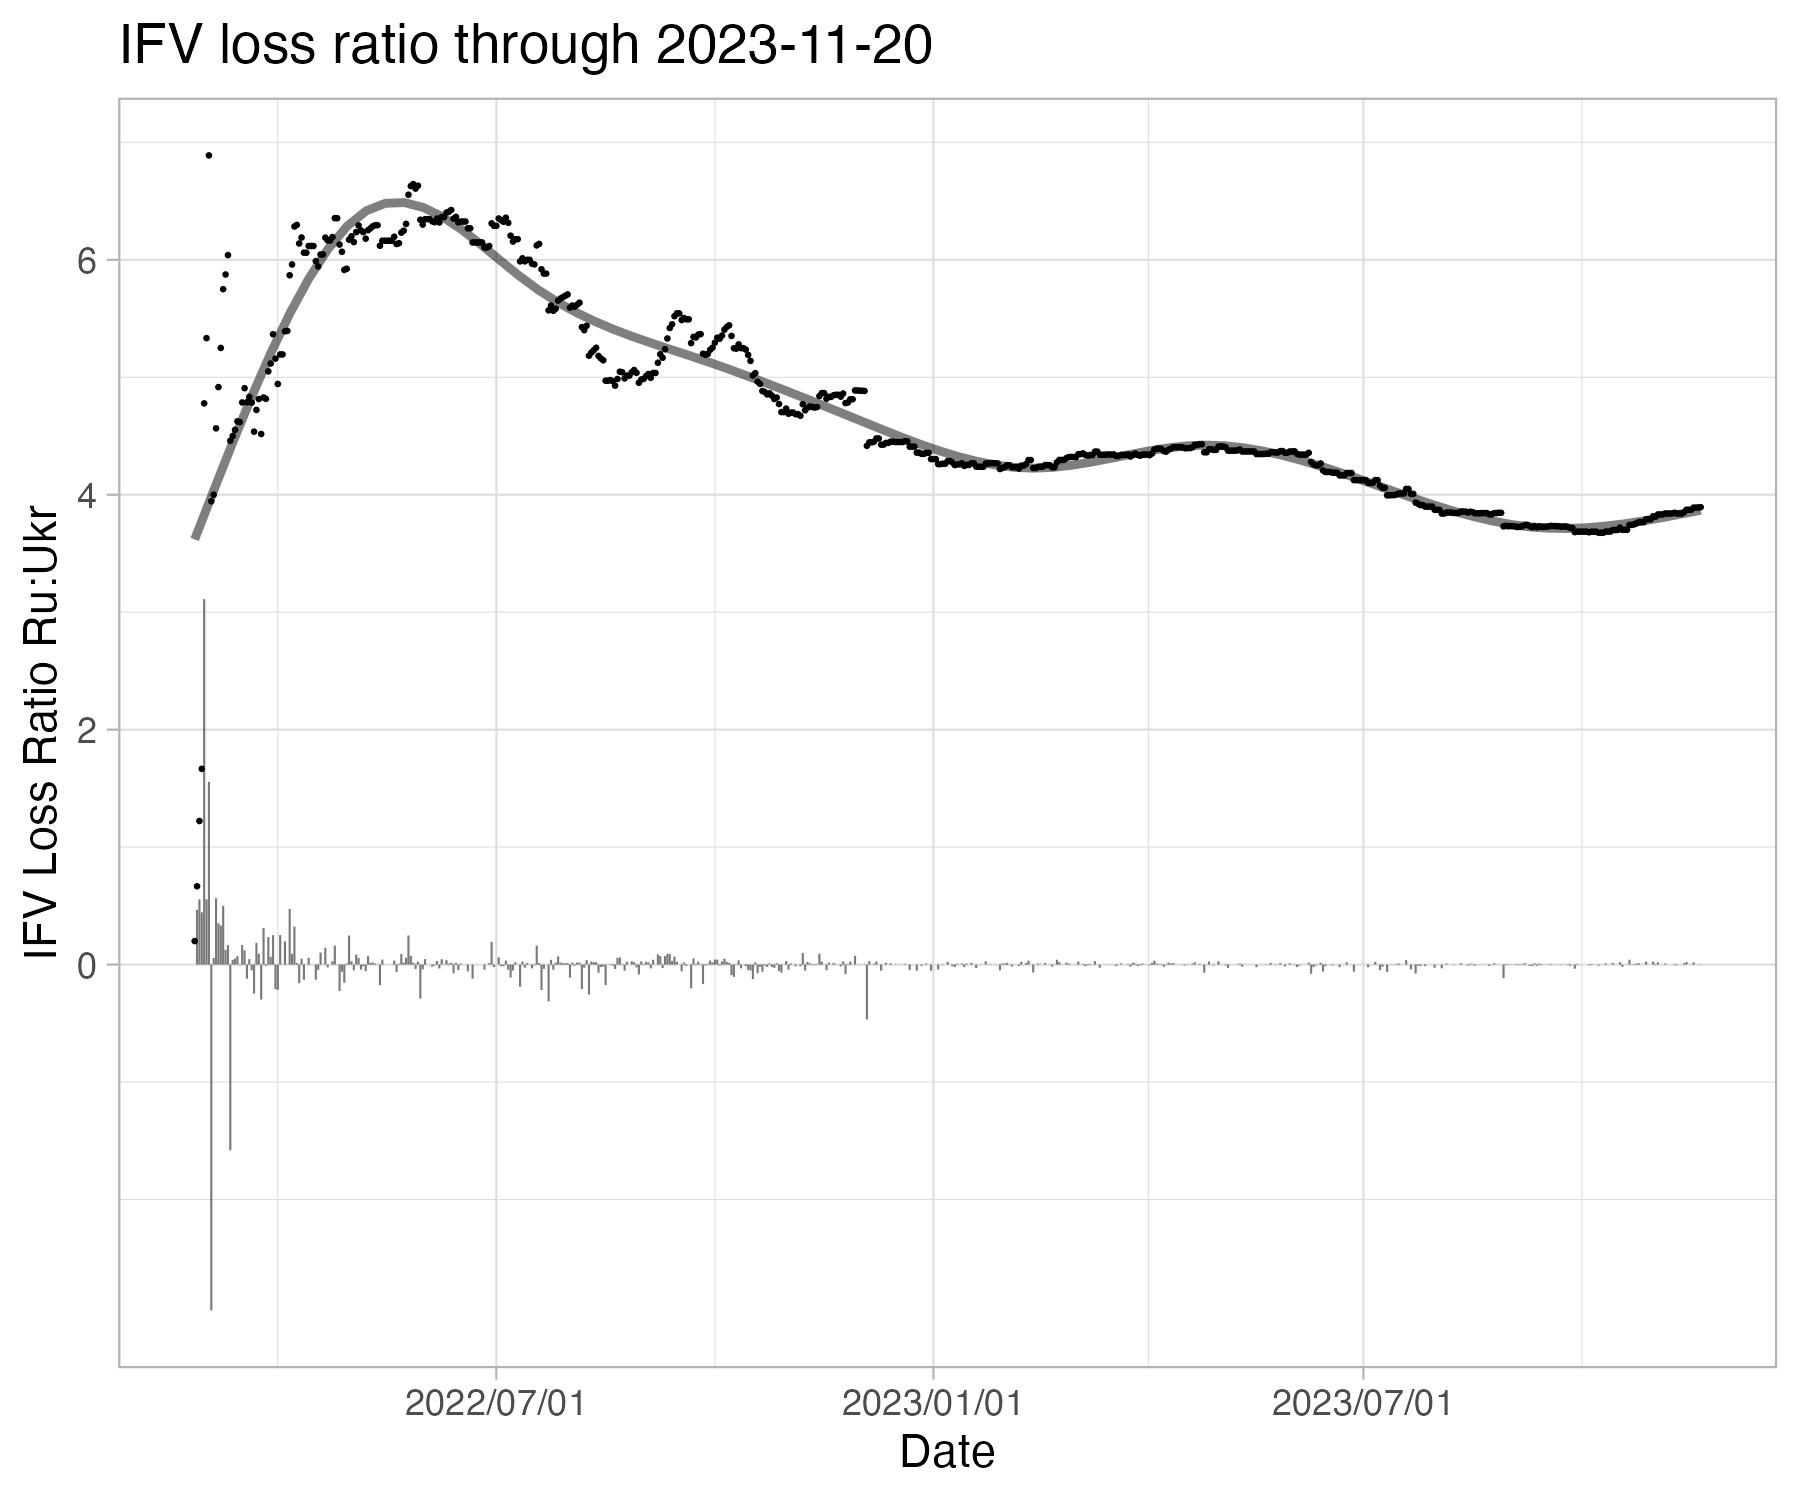 IFV loss ratio through 2023-11-20
IFV Loss Ratio Ru:Ukr
6
4
2
0
2022/07/01
2023/01/01
2023/07/01
Date